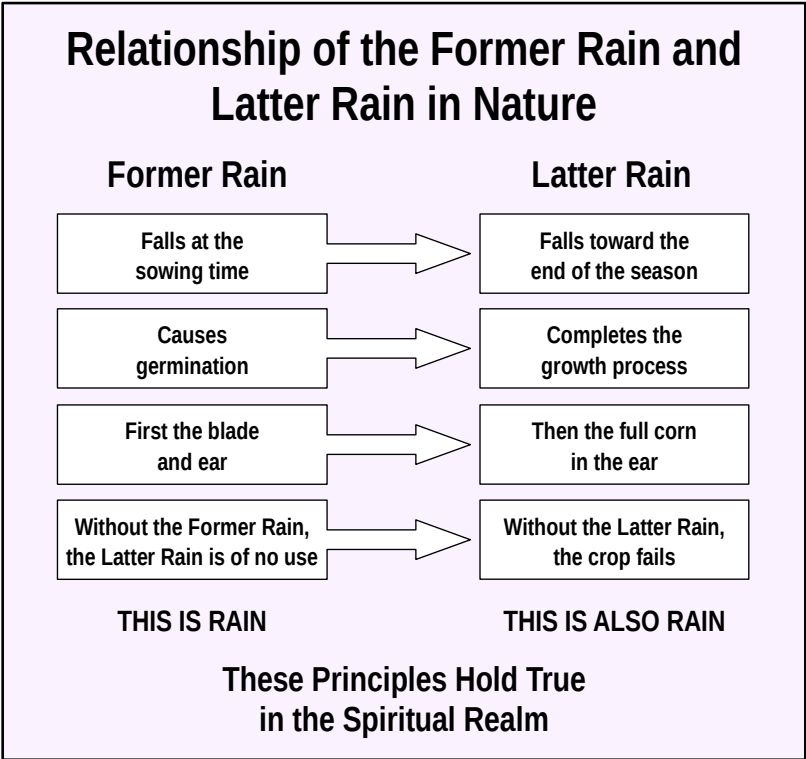 Relationship of the Former Rain and
Latter Rain in Nature
Former Rain
Latter Rain
Falls at the
sowing time
Falls toward the
end of the season
Causes
germination
Completes the
growth process
First the blade
and ear
Then the full corn
in the ear
Without the Former Rain,
the Latter Rain is of no use
Without the Latter Rain,
the crop fails
THIS IS RAIN
THIS IS ALSO RAIN
These Principles Hold True
in the Spiritual Realm